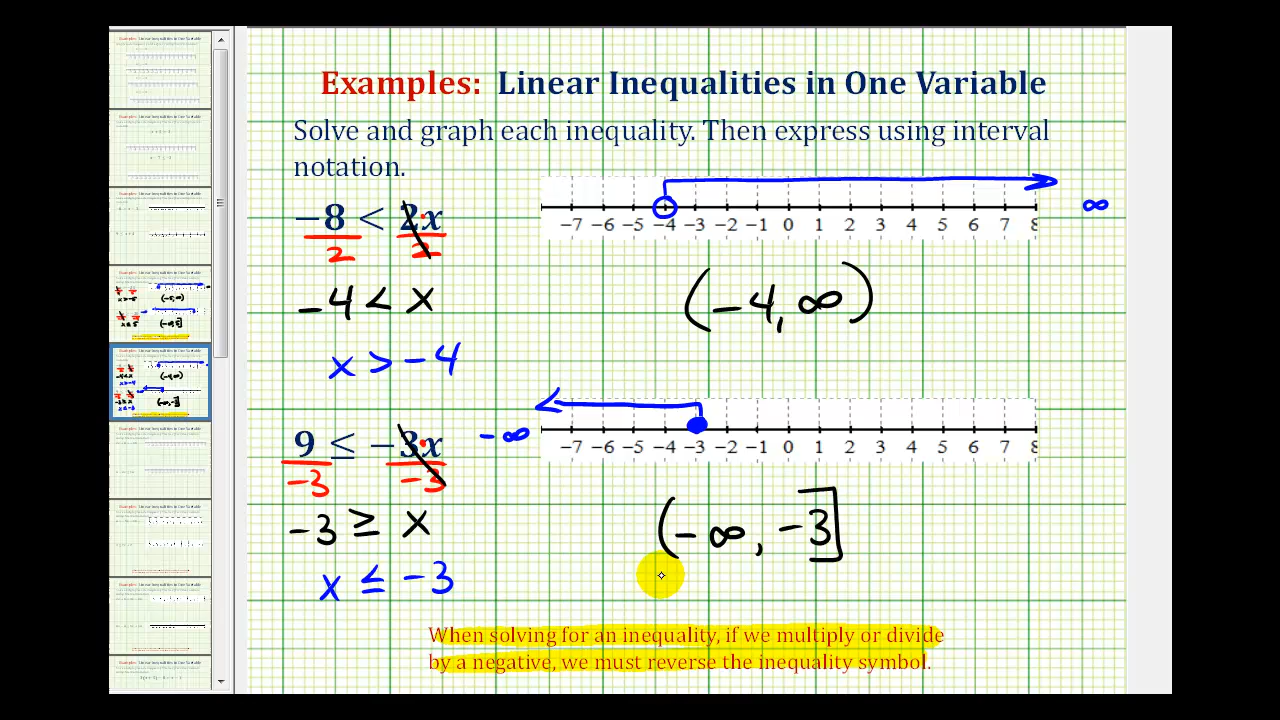 Examples: Linear Inequalities in One Variable
Solve and graph each inequality. Then express using interval
notation.
−8 < 2x
2 2
−4 < x
x > −4
−7 −6 −5 −4 −3 −2 −1 0 1 2 3 4 5 6 7 8
∞
(−4, ∞)
9 ≤ −3x
−3 −3
−3 ≥ x
x ≤ −3
−∞
−7 −6 −5 −4 −3 −2 −1 0 1 2 3 4 5 6 7 8
(−∞, −3]
When solving for an inequality, if we multiply or divide
by a negative, we must reverse the inequality symbol.